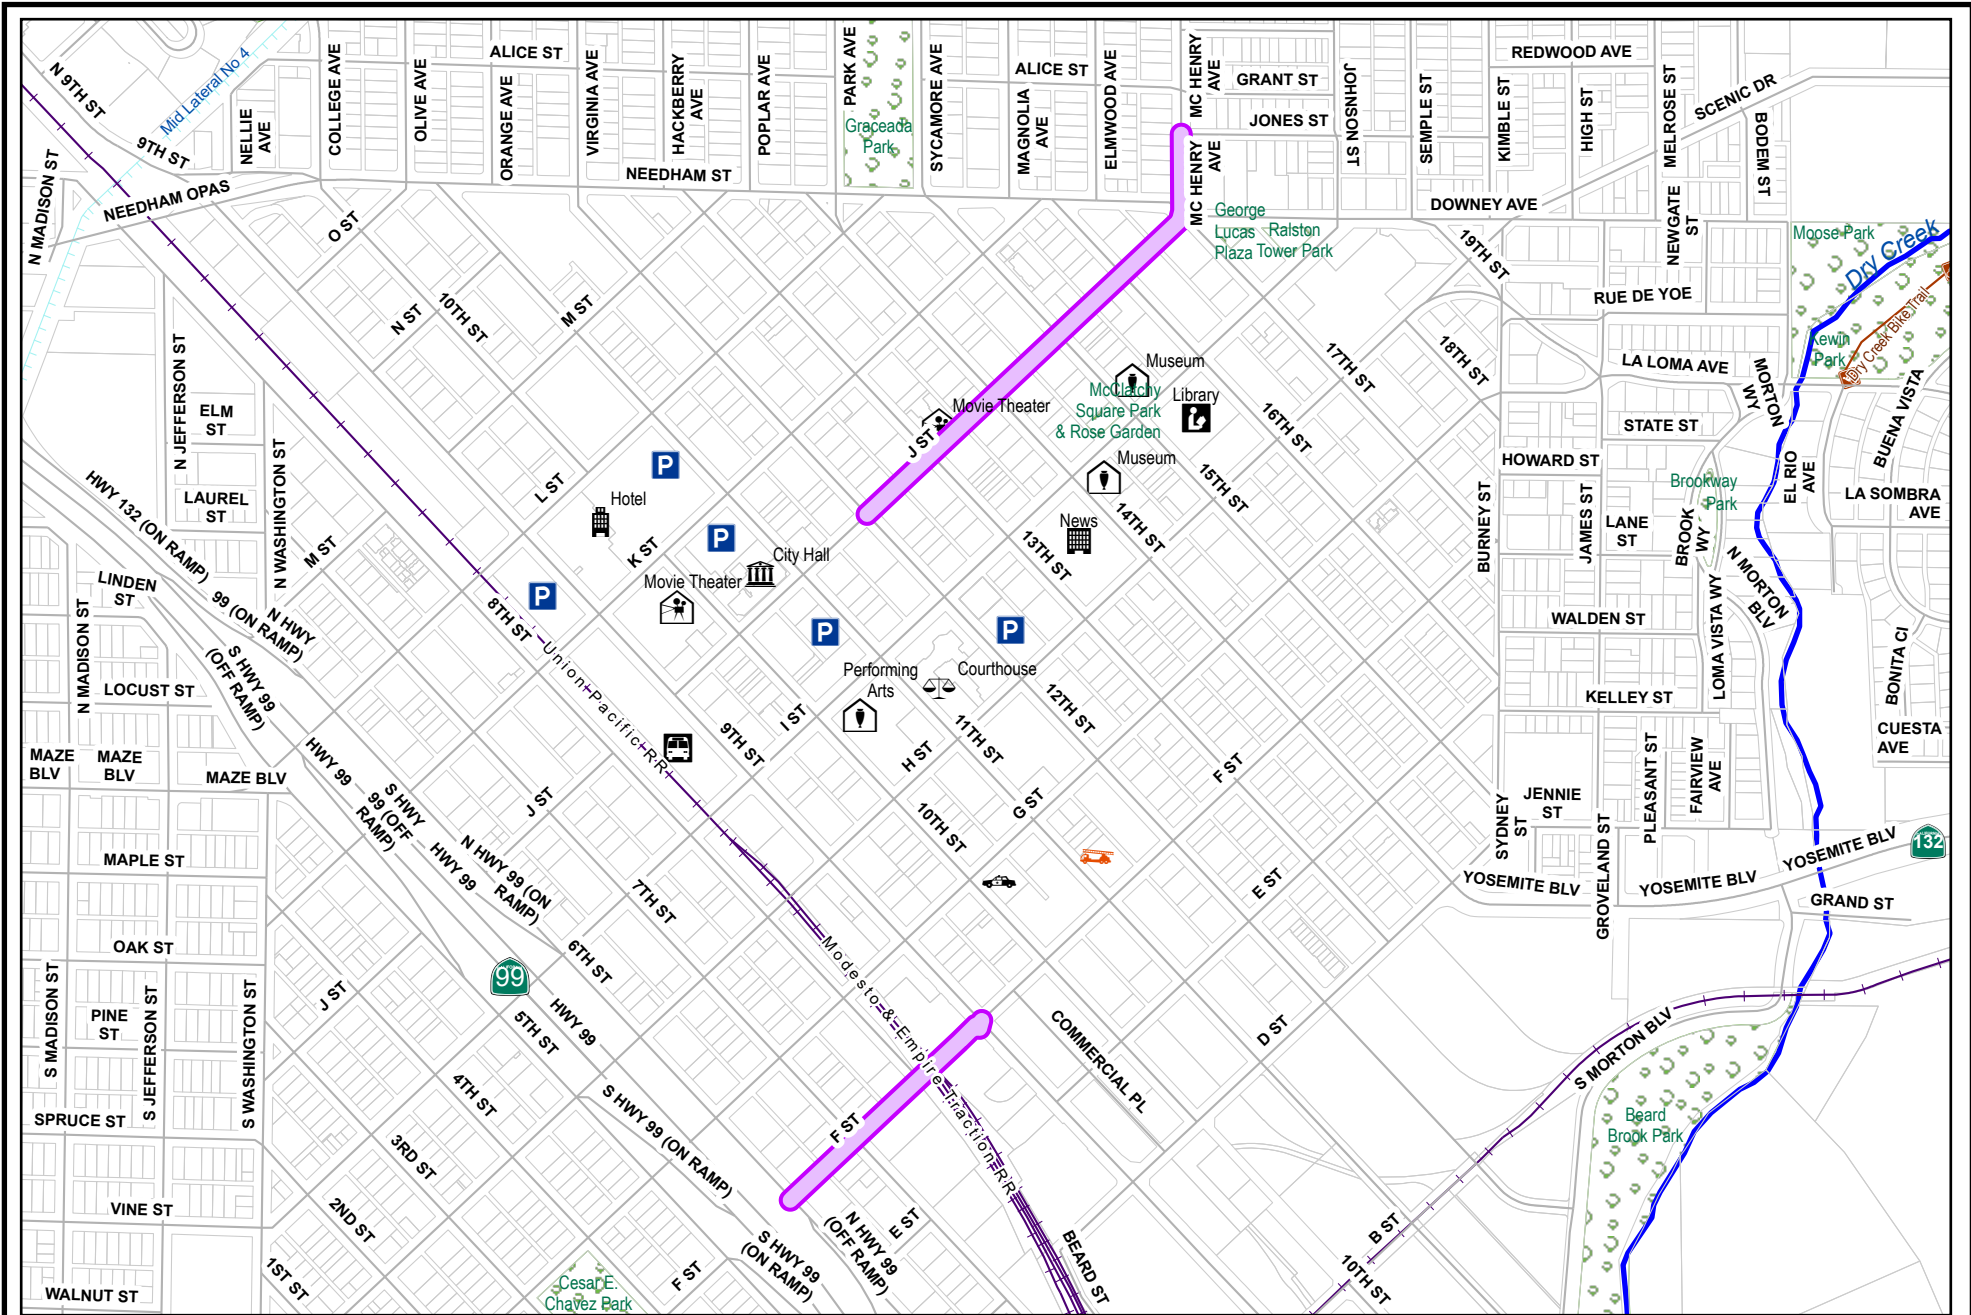 N 9TH ST
Mid Lateral No 4
9TH ST
NELLIE
AVE
COLLEGE AVE
OLIVE AVE
ALICE ST
ORANGE AVE
VIRGINIA AVE
HACKBERRY
AVE
POPLAR AVE
PARK AVE
Graceada
Park
SYCAMORE AVE
ALICE ST
MAGNOLIA
AVE
ELMWOOD AVE
MC HENRY
AVE
GRANT ST
JONES ST
JOHNSON ST
SEMPLE ST
REDWOOD AVE
KIMBLE ST
HIGH ST
MELROSE ST
SCENIC DR
BODEM ST
N MADISON ST
NEEDHAM OPAS
NEEDHAM ST
MC HENRY
AVE
DOWNEY AVE
NEWGATE
ST
O ST
George
Lucas
Plaza
Ralston
Tower Park
19TH ST
Moose Park
Dry Creek
N ST
10TH ST
M ST
RUE DE YOE
Dry Creek Bike Trail
Kewin
Park
N JEFFERSON ST
17TH ST
18TH ST
LA LOMA AVE
MORTON
WY
Museum
McClatchy
Square Park
& Rose Garden
Library
Movie Theater
J ST
ELM
ST
16TH ST
STATE ST
BUENA VISTA
N WASHINGTON ST
HWY 132 (ON RAMP)
LAUREL
ST
L ST
P
Hotel
Museum
15TH ST
HOWARD ST
BURNEY ST
JAMES ST
Brookway
Park
EL RIO
AVE
LA SOMBRA
AVE
M ST
K ST
P
City Hall
News
14TH ST
13TH ST
LANE
ST
BROOK
WY
N MORTON
BLV
LINDEN
ST
99 (ON RAMP)
N HWY
8TH ST
P
Movie Theater
P
P
WALDEN ST
LOMA VISTA WY
BONITA CI
N MADISON ST
S HWY 99
(OFF RAMP)
LOCUST ST
Union Pacific RR
Performing
Arts
Courthouse
KELLEY ST
12TH ST
11TH ST
I ST
9TH ST
H ST
F ST
CUESTA
AVE
MAZE
BLV
MAZE
BLV
MAZE BLV
HWY 99
S HWY
99 (OFF
RAMP)
J ST
10TH ST
G ST
SYDNEY
ST
JENNIE
ST
PLEASANT ST
FAIRVIEW
AVE
MAPLE ST
HWY 99
N HWY 99 (ON
RAMP)
7TH ST
E ST
YOSEMITE BLV
GROVELAND ST
YOSEMITE BLV
YOSEMITE BLV
132
GRAND ST
OAK ST
6TH ST
99
Modesto & Empire Traction RR
J ST
S MADISON ST
PINE
ST
S JEFFERSON ST
S WASHINGTON ST
5TH ST
HWY 99
COMMERCIAL PL
D ST
S MORTON BLV
4TH ST
S HWY 99 (ON RAMP)
F ST
SPRUCE ST
3RD ST
Beard
Brook Park
VINE ST
2ND ST
S HWY 99
(ON RAMP)
N HWY 99
(OFF RAMP)
E ST
BEARD ST
B ST
10TH ST
WALNUT ST
1ST ST
Cesar E.
Chavez Park
F ST